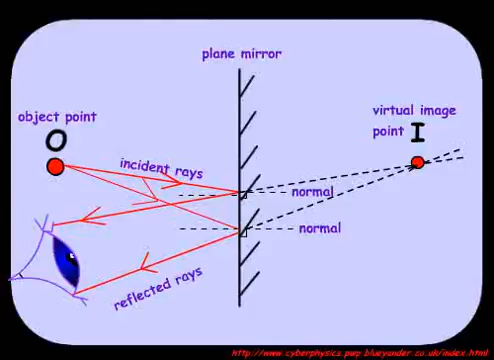 plane mirror
object point
O
incident rays
virtual image
point I
normal
normal
reflected rays
http://www.cyberphysics.pwp.blueyonder.co.uk/index.html